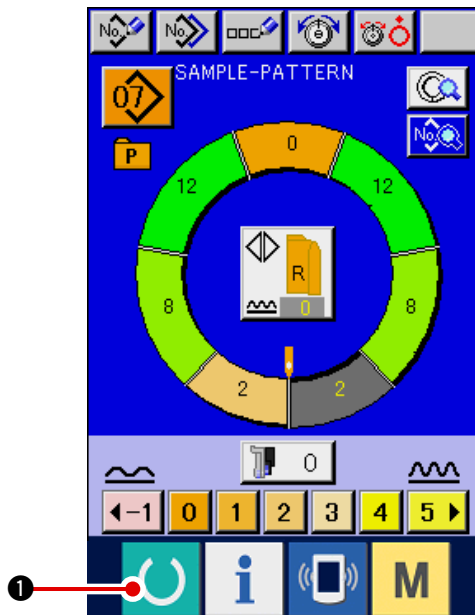 No. No.
SAMPLE-PATTERN
07
No.
P
0
12 12
R
0
8 8
2 2
0
-1 0 1 2 3 4 5
❶ i M